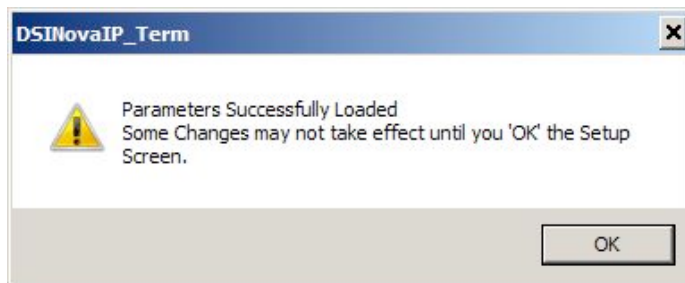 DSINovaIP_Term
Parameters Successfully Loaded
Some Changes may not take effect until you 'OK' the Setup
Screen.
OK